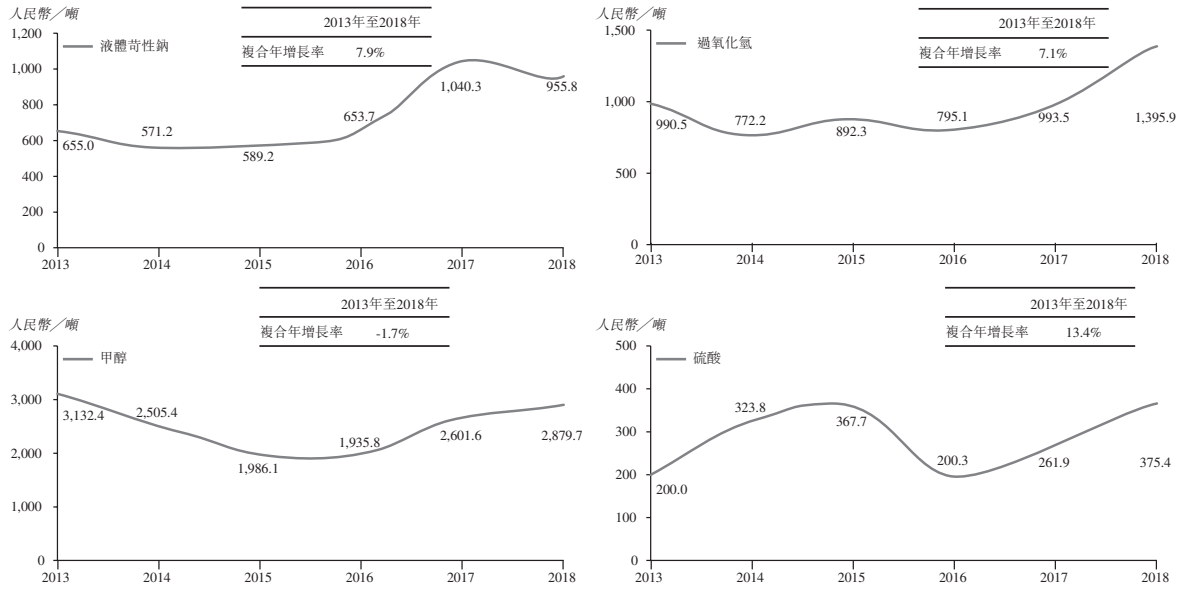 人民幣／噸
2013年至2018年
複合年增長率 7.9%
液體苛性鈉
1,200
1,000
800
600
400
200
0
655.0
571.2
589.2
653.7
1,040.3
955.8
2013 2014 2015 2016 2017 2018
人民幣／噸
2013年至2018年
複合年增長率 7.1%
過氧化氫
1,500
1,000
500
0
990.5
772.2
892.3
795.1
993.5
1,395.9
2013 2014 2015 2016 2017 2018
人民幣／噸
2013年至2018年
複合年增長率 -1.7%
甲醇
4,000
3,000
2,000
1,000
0
3,132.4
2,505.4
1,986.1
1,935.8
2,601.6
2,879.7
2013 2014 2015 2016 2017 2018
人民幣／噸
2013年至2018年
複合年增長率 13.4%
硫酸
500
400
300
200
100
0
200.0
323.8
367.7
200.3
261.9
375.4
2013 2014 2015 2016 2017 2018